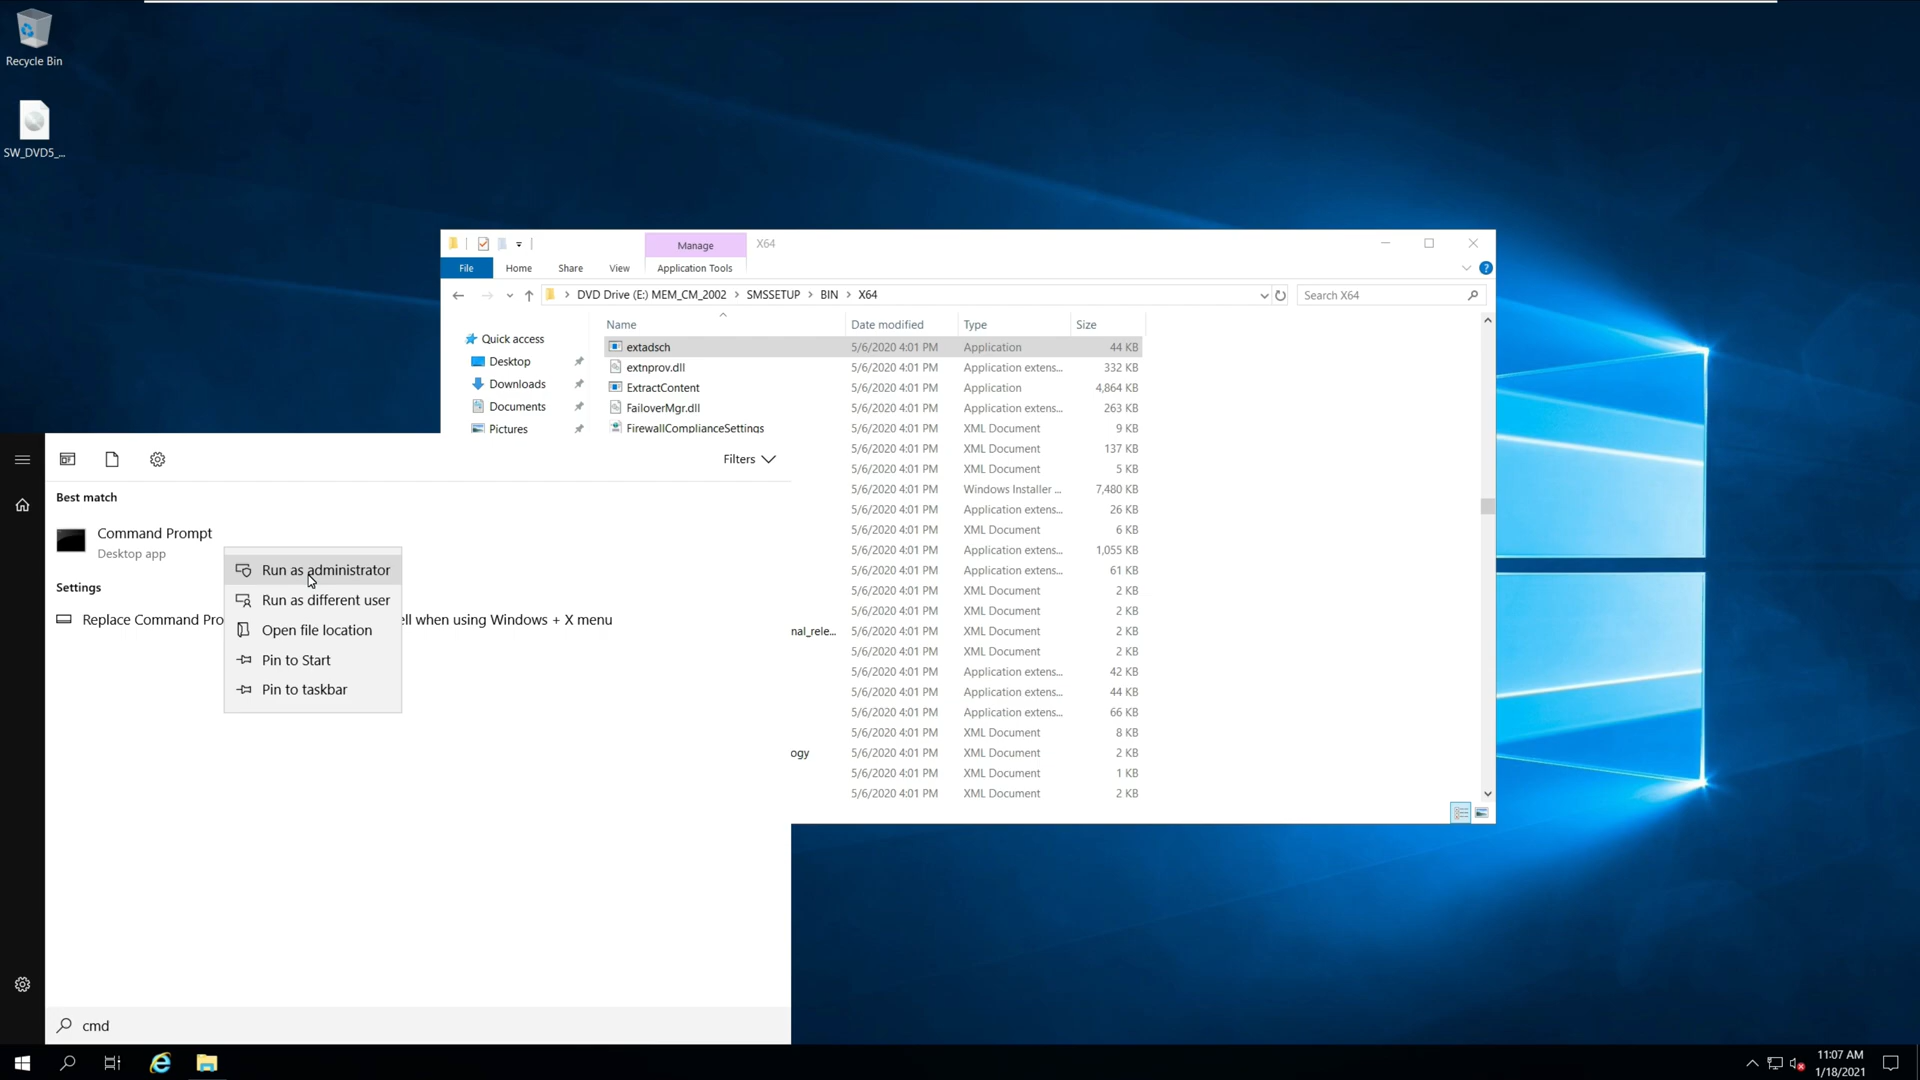 Recycle Bin
SW_DVD5_...
Manage
X64
File
Home
Share
View
Application Tools
DVD Drive (E:) MEM_CM_2002
SMSSETUP
BIN
X64
Search X64
Quick access
Desktop
Downloads
Documents
Pictures
Name
Date modified
Type
Size
extadsch 5/6/2020 4:01 PM Application 44 KB
extnprov.dll 5/6/2020 4:01 PM Application extens... 332 KB
ExtractContent 5/6/2020 4:01 PM Application 4,864 KB
FailoverMgr.dll 5/6/2020 4:01 PM Application extens... 263 KB
FirewallComplianceSettings 5/6/2020 4:01 PM XML Document 9 KB
5/6/2020 4:01 PM XML Document 137 KB
5/6/2020 4:01 PM XML Document 5 KB
5/6/2020 4:01 PM Windows Installer ... 7,480 KB
5/6/2020 4:01 PM Application extens... 26 KB
5/6/2020 4:01 PM XML Document 6 KB
5/6/2020 4:01 PM Application extens... 1,055 KB
5/6/2020 4:01 PM Application extens... 61 KB
5/6/2020 4:01 PM XML Document 2 KB
5/6/2020 4:01 PM XML Document 2 KB
nal_rele... 5/6/2020 4:01 PM XML Document 2 KB
5/6/2020 4:01 PM XML Document 2 KB
5/6/2020 4:01 PM Application extens... 42 KB
5/6/2020 4:01 PM Application extens... 44 KB
5/6/2020 4:01 PM Application extens... 66 KB
5/6/2020 4:01 PM XML Document 8 KB
ogy 5/6/2020 4:01 PM XML Document 2 KB
5/6/2020 4:01 PM XML Document 1 KB
5/6/2020 4:01 PM XML Document 2 KB
Filters
Best match
Command Prompt
Desktop app
Settings
Replace Command Pro
ell when using Windows + X menu
Run as administrator
Run as different user
Open file location
Pin to Start
Pin to taskbar
cmd
11:07 AM
1/18/2021